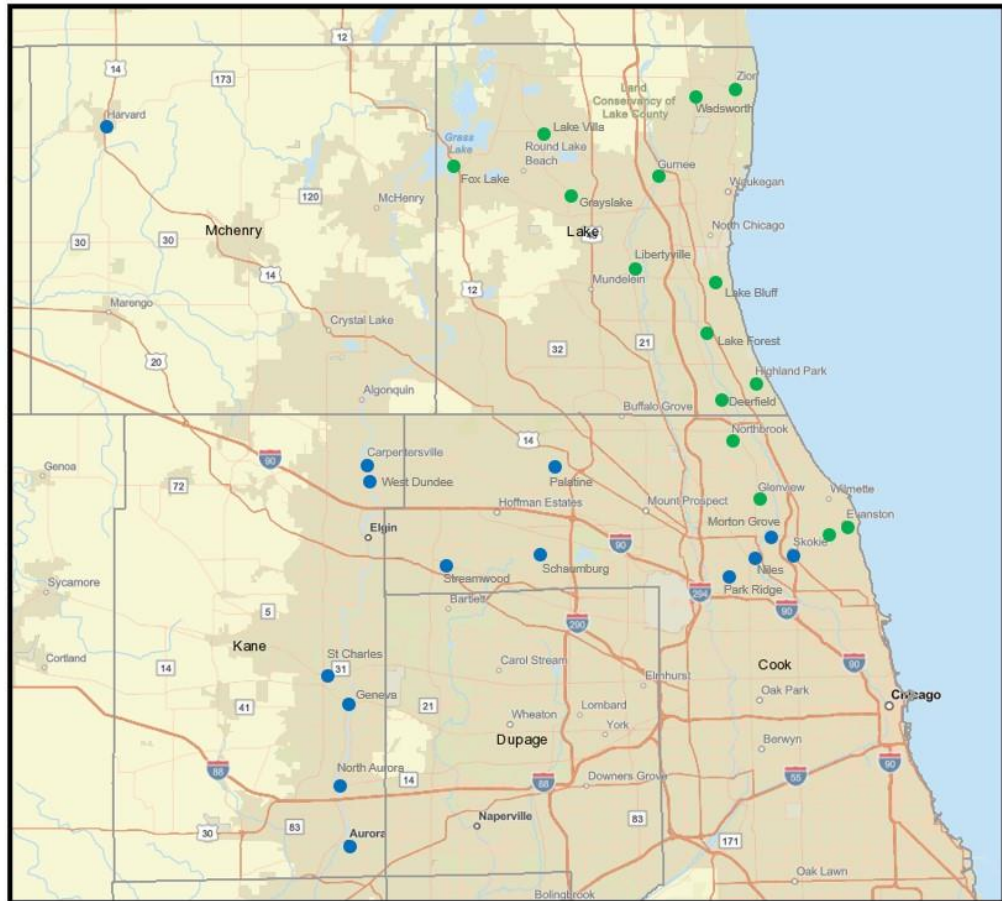 12
14
173
Zion
Wadsworth
Land
Conservancy of
Lake County
Harvard
Grass
Lake
Lake Villa
Round Lake
Beach
Fox Lake
Gurnee
Waukegan
120
McHenry
Grayslake
30
30
Mchenry
Lake
North Chicago
14
Libertyville
Mundelein
12
Lake Bluff
Marengo
Crystal Lake
21
Lake Forest
20
32
Highland Park
Algonquin
Deerfield
Buffalo Grove
Northbrook
14
90
Carpentersville
Genoa
West Dundee
Palatine
72
Glenview
Wilmette
Hoffman Estates
Mount Prospect
Morton Grove
Evanston
Elgin
Skokie
90
Schaumburg
Niles
Streamwood
Park Ridge
Sycamore
294
Bartlett
90
5
290
Kane
St Charles
31
Cook
Cortland
14
Carol Stream
Elmhurst
90
Geneva
Oak Park
Chicago
41
21
Lombard
Wheaton
York
Dupage
Berwyn
North Aurora
88
14
88
Downers Grove
55
90
30
83
Aurora
Naperville
83
171
Oak Lawn
Bolingbrook